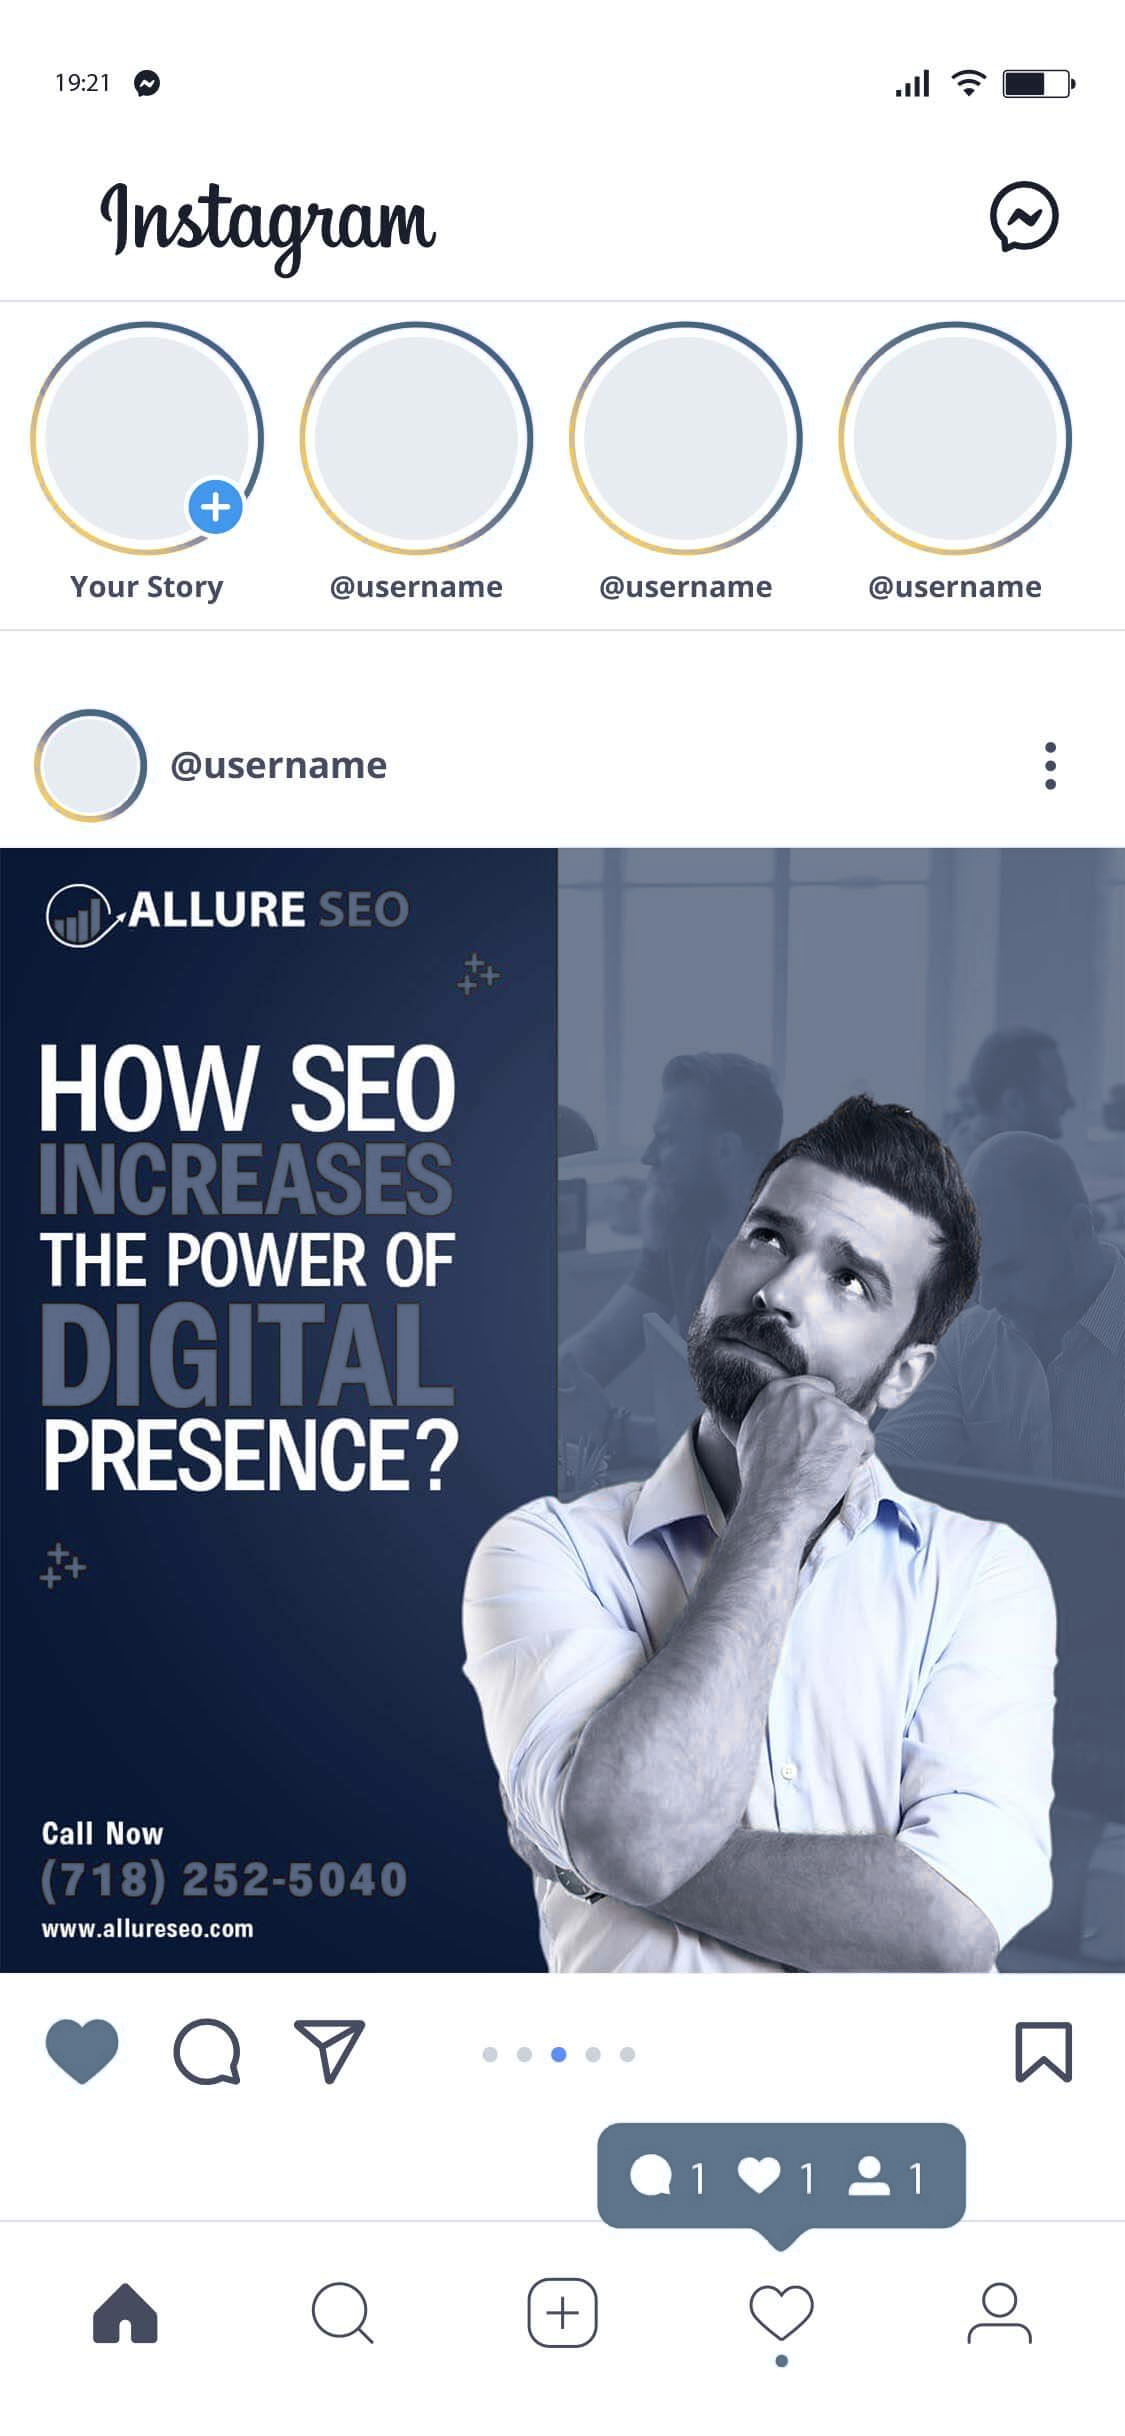 19:21
Instagram
Your Story
@username
@username
@username
@username
ALLURE SEO
HOW SEO
INCREASES
THE POWER OF
DIGITAL
PRESENCE?
Call Now
(718) 252-5040
www.allureseo.com
1 1 1